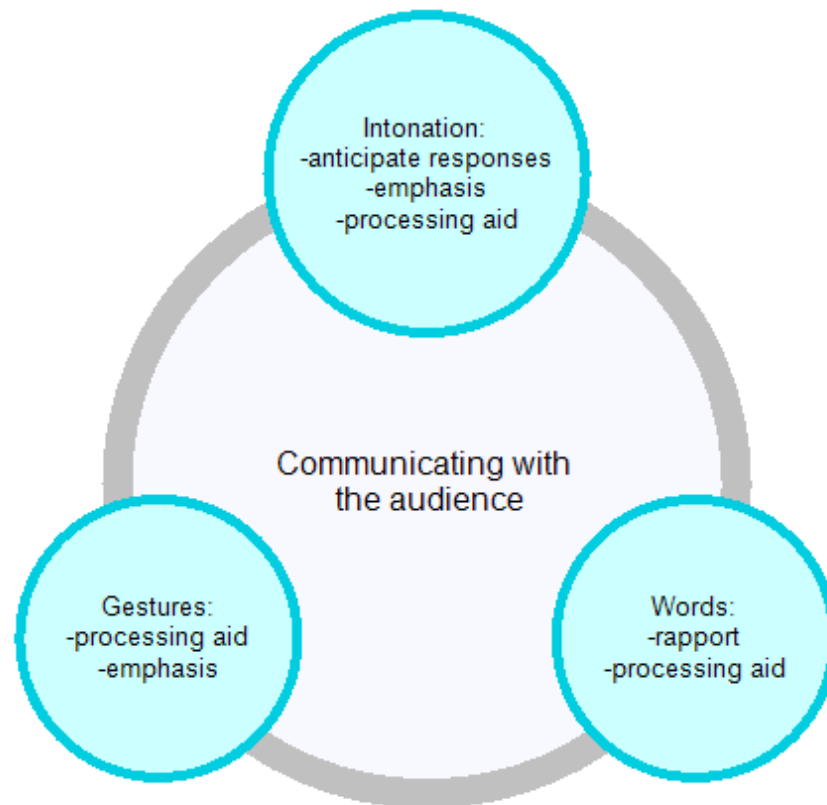 Intonation:
-anticipate responses
-emphasis
-processing aid
Communicating with
the audience
Gestures:
-processing aid
-emphasis
Words:
-rapport
-processing aid